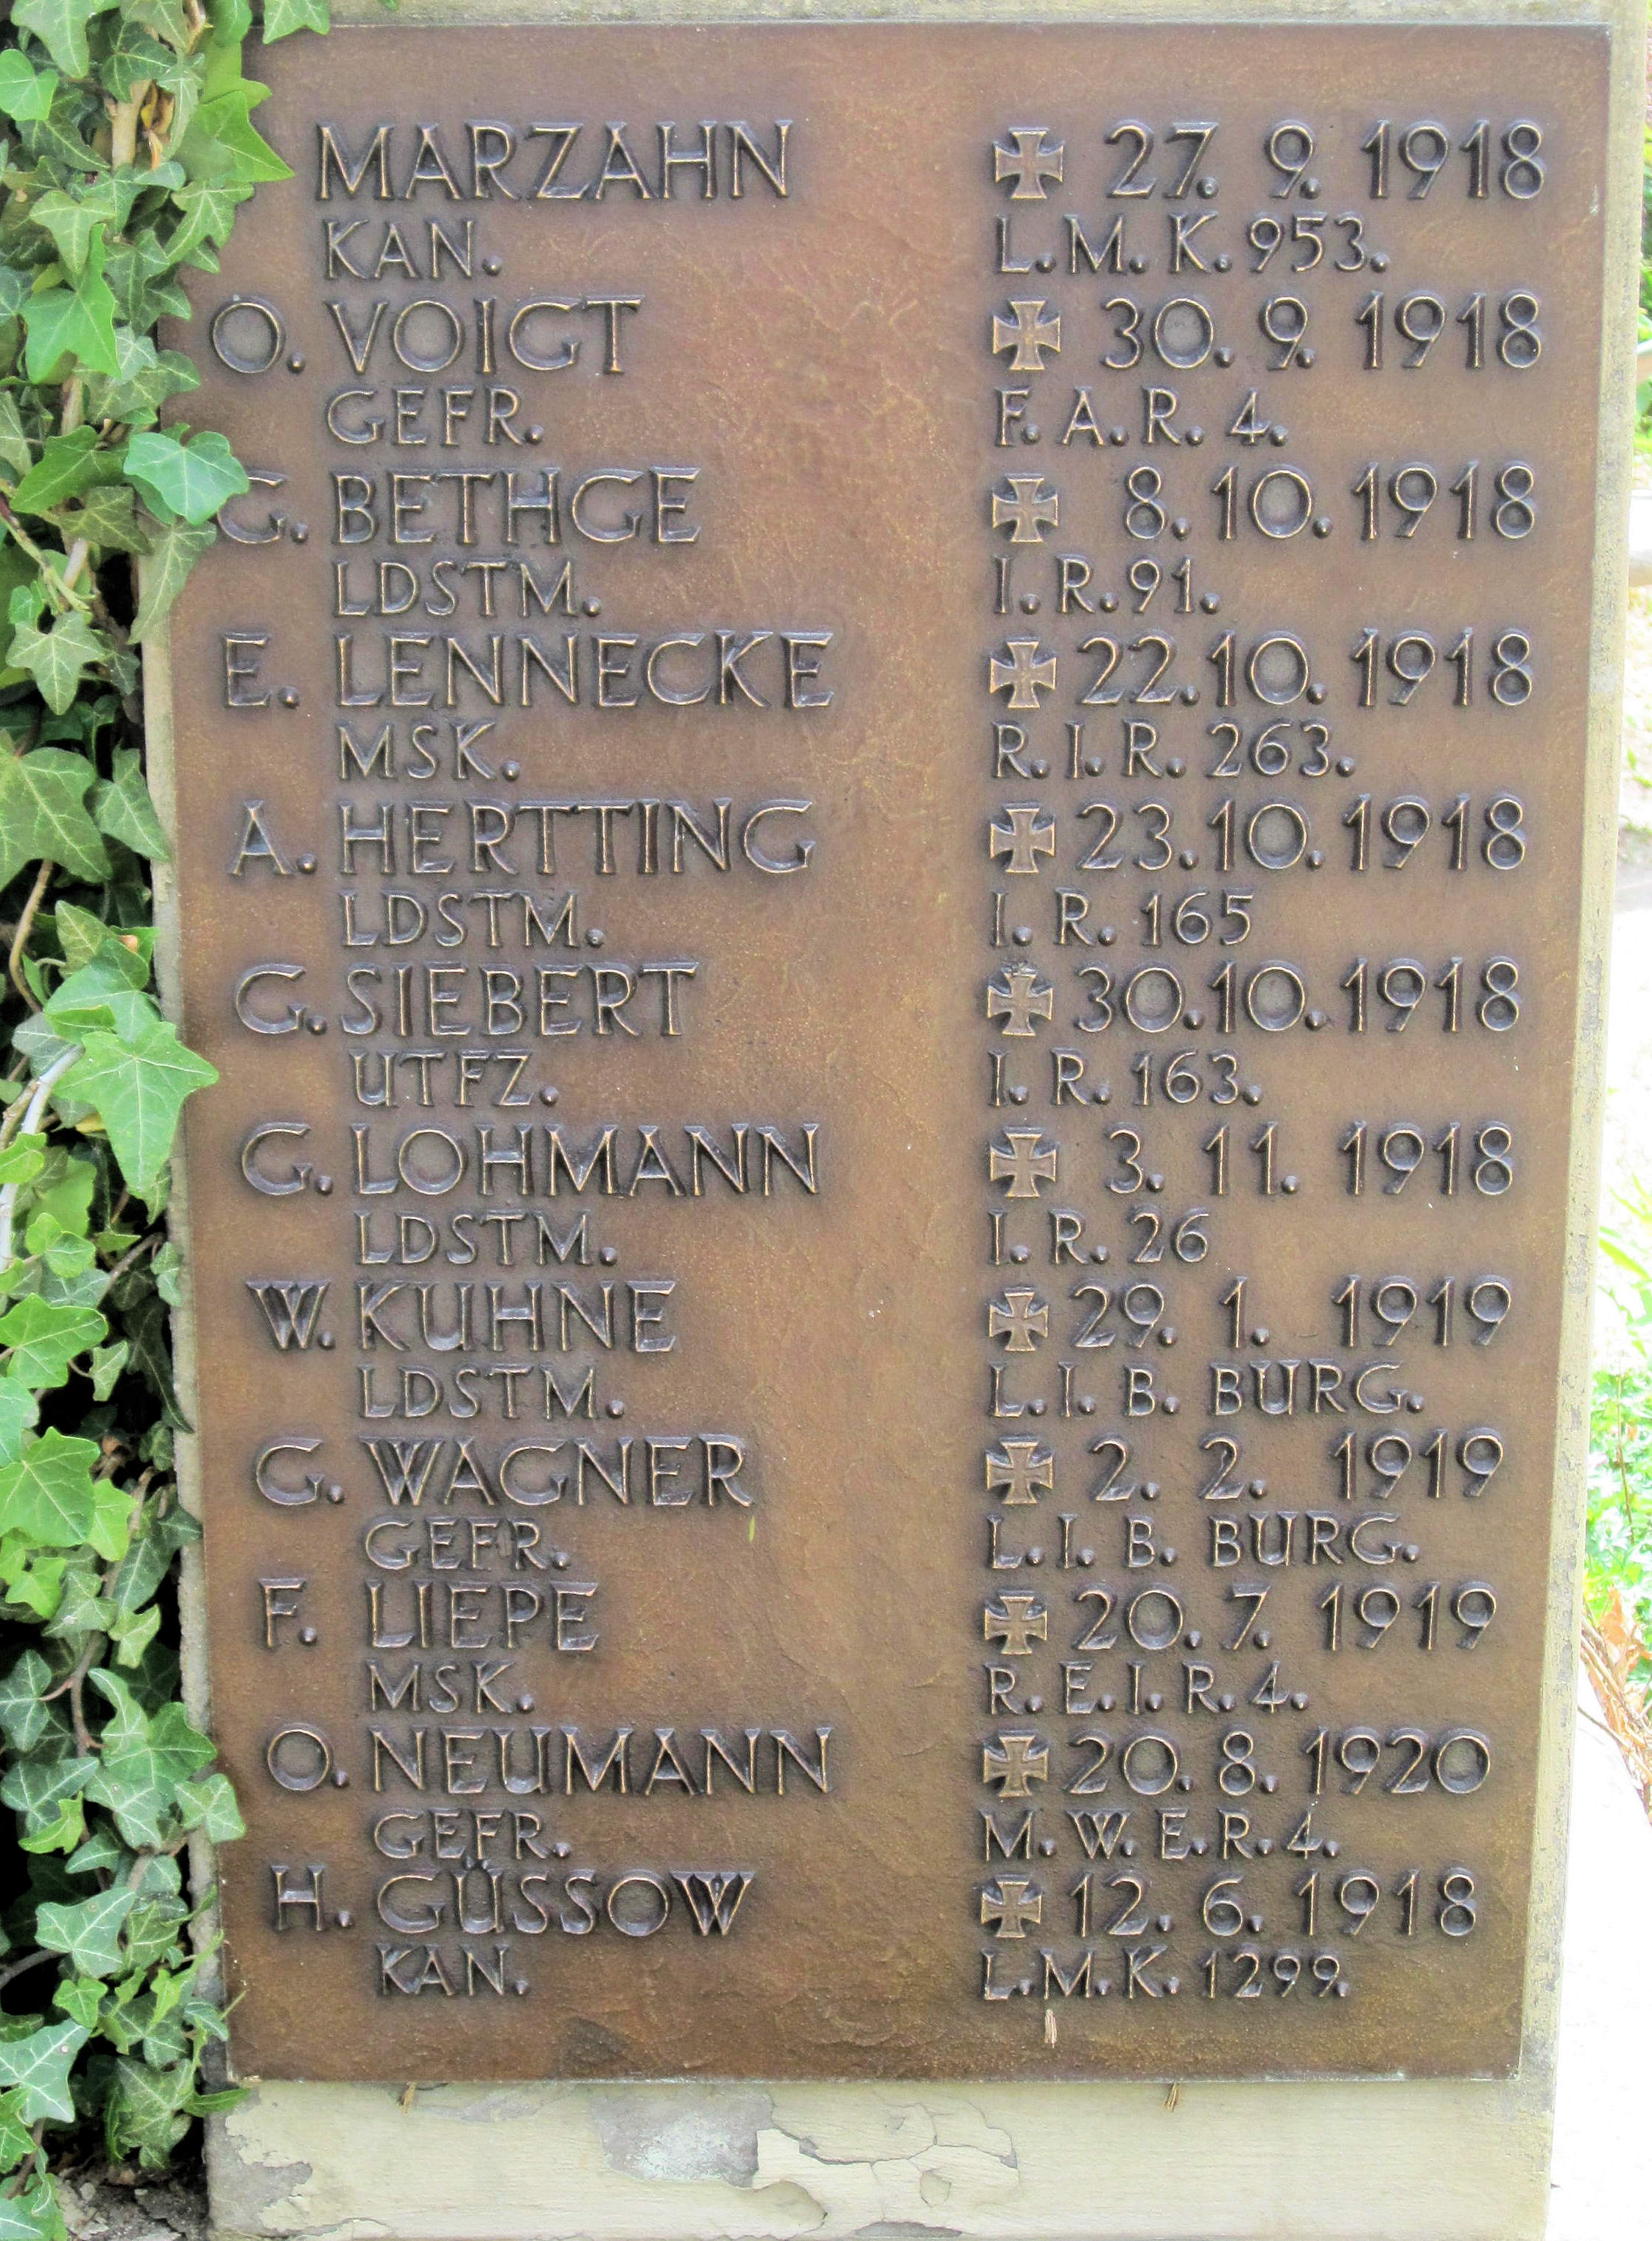 MARZAHN ✠ 27. 9. 1918
KAN. L.M.K.953.
O. VOIGT ✠ 30. 9. 1918
GEFR. F.A.R.4.
G. BETHGE ✠ 8.10.1918
LDSTM. I.R.91.
E. LENNECKE ✠ 22.10.1918
MSK. R.I.R. 263.
A. HERTTING ✠ 23.10.1918
LDSTM. I.R.165
G. SIEBERT ✠ 30.10.1918
UTFZ. I.R.163.
G. LOHMANN ✠ 3. 11. 1918
LDSTM. I.R.26
W. KUHNE ✠ 29. 1. 1919
LDSTM. L.I.B. BURG.
G. WAGNER ✠ 2. 2. 1919
GEFR. L.I.B. BURG.
F. LIEPE ✠ 20. 7. 1919
MSK. R.E.I.R.4.
O. NEUMANN ✠ 20. 8. 1920
GEFR. M.W.E.R.4.
H. GÜSSOW ✠ 12. 6. 1918
KAN. L.M.K. 1299.